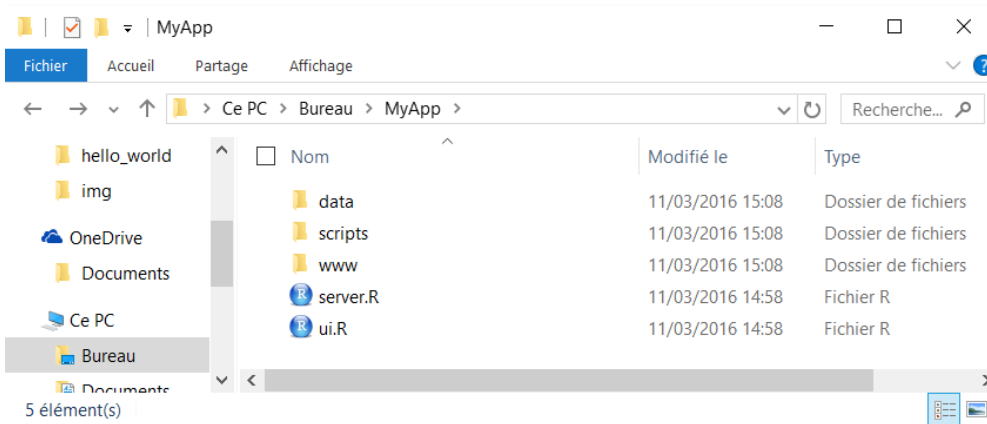 MyApp
Fichier Accueil Partage Affichage ?
Ce PC > Bureau > MyApp > Recherche...
hello_world
img
OneDrive
Documents
Ce PC
Bureau
Documents
Nom Modifié le Type
data 11/03/2016 15:08 Dossier de fichiers
scripts 11/03/2016 15:08 Dossier de fichiers
www 11/03/2016 15:08 Dossier de fichiers
R server.R 11/03/2016 14:58 Fichier R
R ui.R 11/03/2016 14:58 Fichier R
5 élément(s)